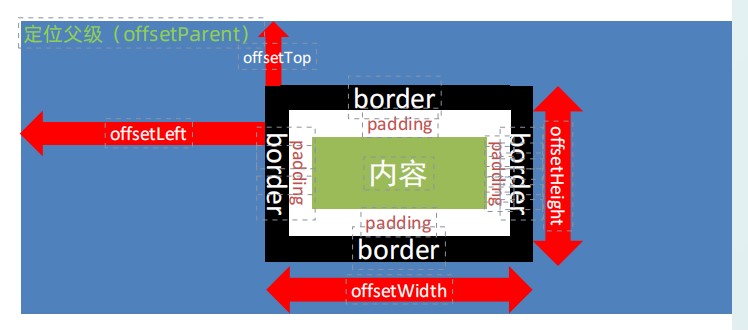 定位父级（offsetParent）
offsetTop
border
padding
offsetLeft
border
padding
内容
padding
border
offsetHeight
padding
border
offsetWidth